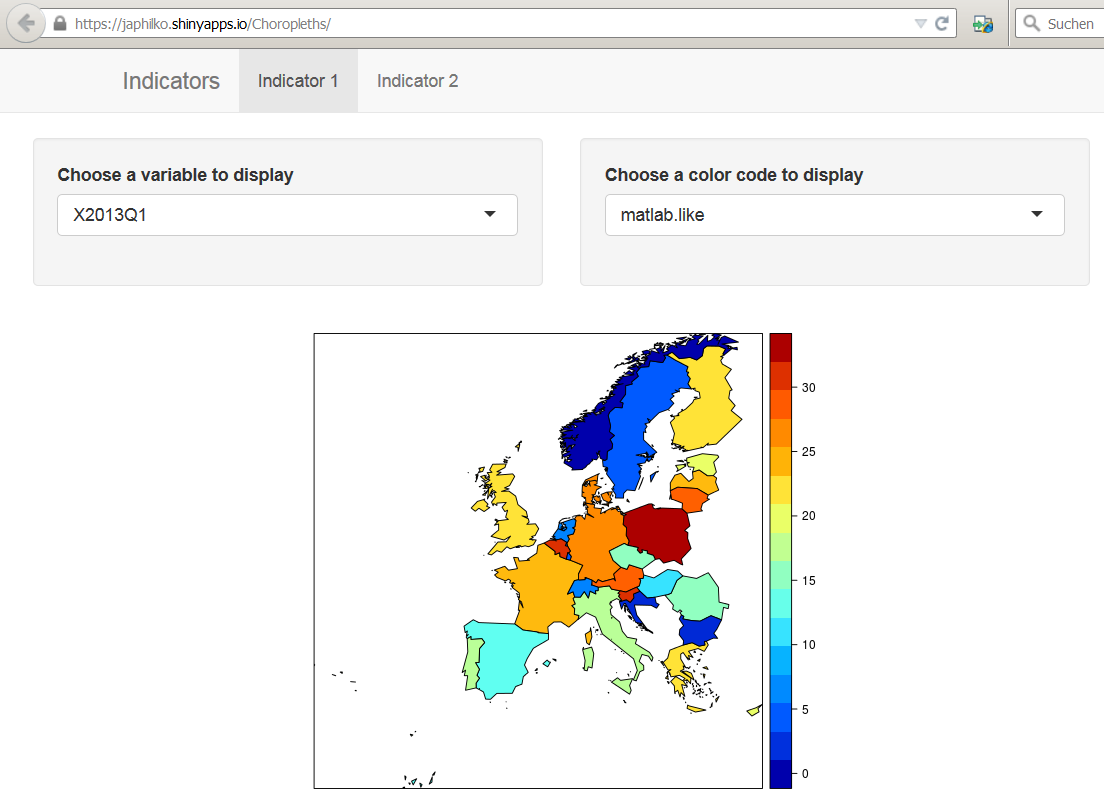 https://japhilko.shinyapps.io/Choropleths/
Suchen
Indicators Indicator 1 Indicator 2
Choose a variable to display
X2013Q1
Choose a color code to display
matlab.like
30
25
20
15
10
5
0